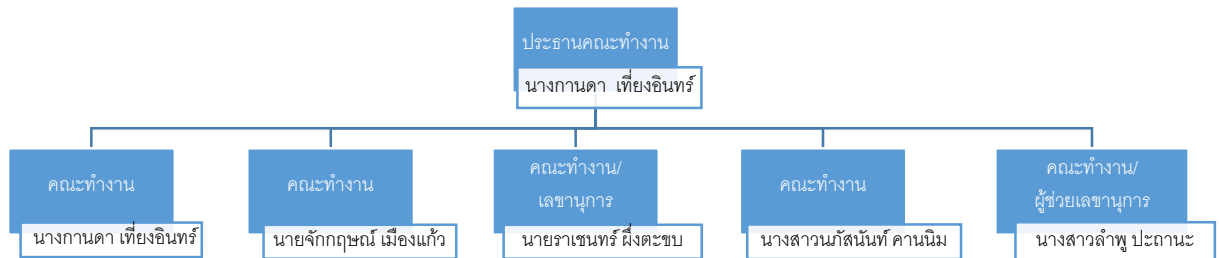 ประธานคณะทำงาน
นางกานดา เที่ยงอินทร์
คณะทำงาน
นางกานดา เที่ยงอินทร์
คณะทำงาน
นายจักกฤษณ์ เมืองแก้ว
คณะทำงาน/
เลขานุการ
นายราเชนทร์ ผึ่งตะขบ
คณะทำงาน
นางสาวนภัสนันท์ คานนิม
คณะทำงาน/
ผู้ช่วยเลขานุการ
นางสาวลำพู ปะถานะ